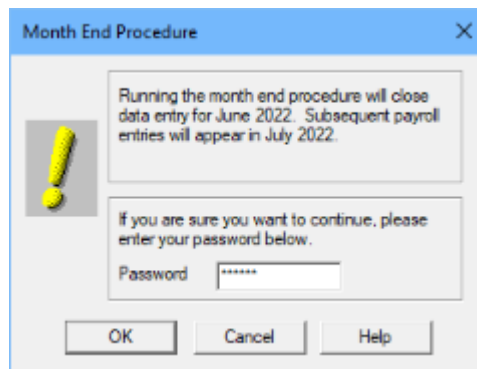 Month End Procedure
Running the month end procedure will close
data entry for June 2022.  Subsequent payroll
entries will appear in July 2022.
If you are sure you want to continue, please
enter your password below.
Password ******
OK Cancel Help